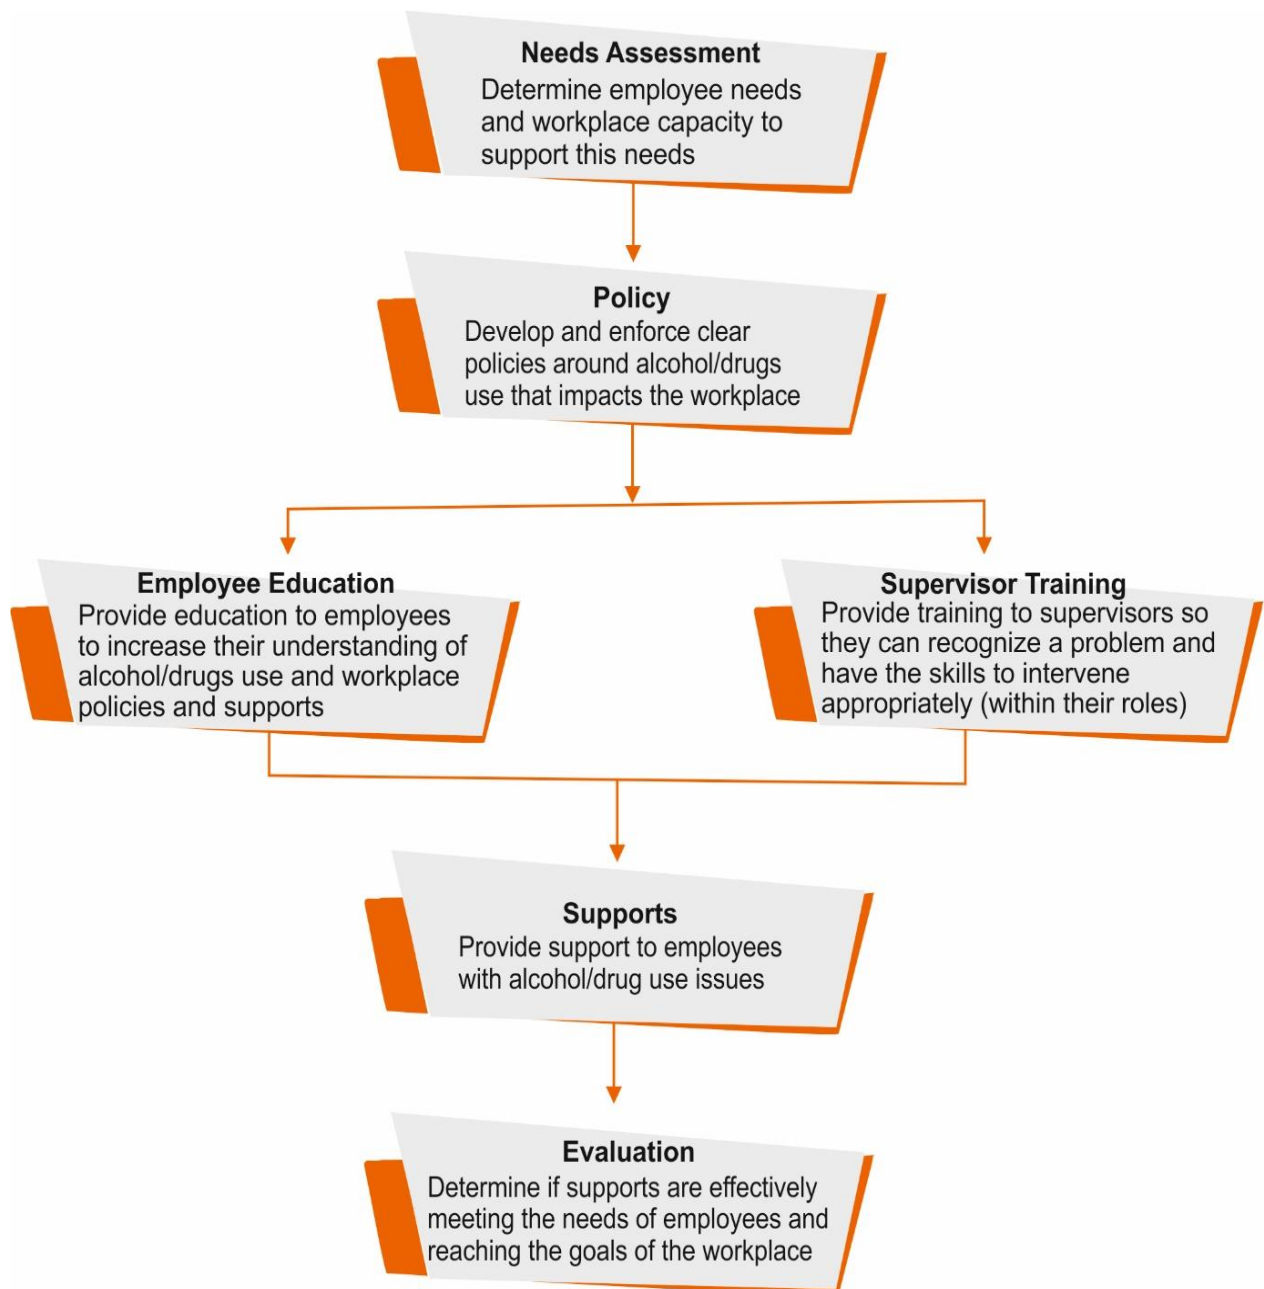 Needs Assessment
Determine employee needs
and workplace capacity to
support this needs
Policy
Develop and enforce clear
policies around alcohol/drugs
use that impacts the workplace
Employee Education
Provide education to employees
to increase their understanding of
alcohol/drugs use and workplace
policies and supports
Supervisor Training
Provide training to supervisors so
they can recognize a problem and
have the skills to intervene
appropriately (within their roles)
Supports
Provide support to employees
with alcohol/drug use issues
Evaluation
Determine if supports are effectively
meeting the needs of employees and
reaching the goals of the workplace